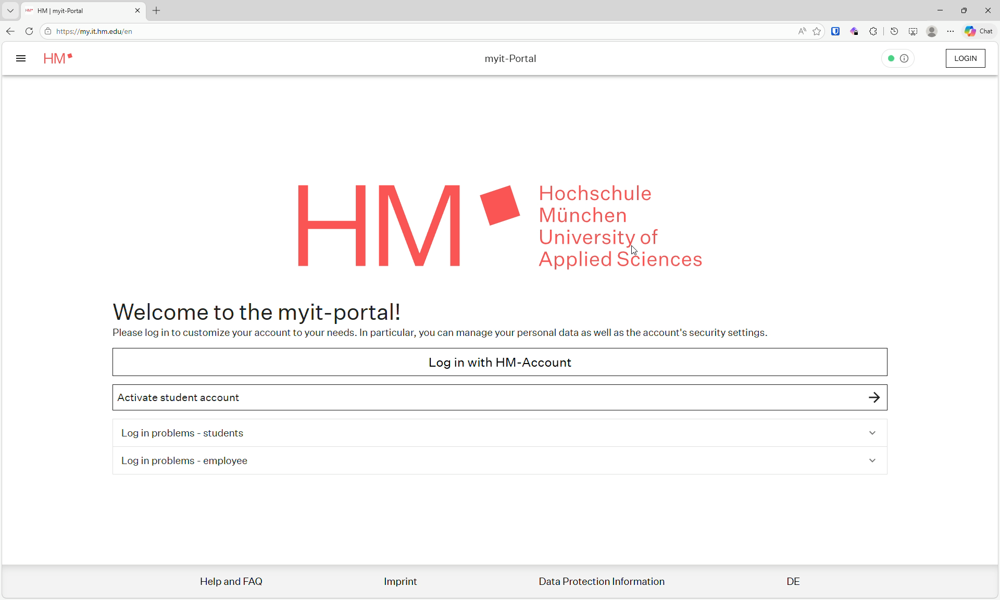 HM | myit-Portal
https://my.it.hm.edu/en
Chat
HM
myit-Portal
LOGIN
HM
Hochschule
München
University of
Applied Sciences
Welcome to the myit-portal!
Please log in to customize your account to your needs. In particular, you can manage your personal data as well as the account's security settings.
Log in with HM-Account
Activate student account
Log in problems - students
Log in problems - employee
Help and FAQ
Imprint
Data Protection Information
DE